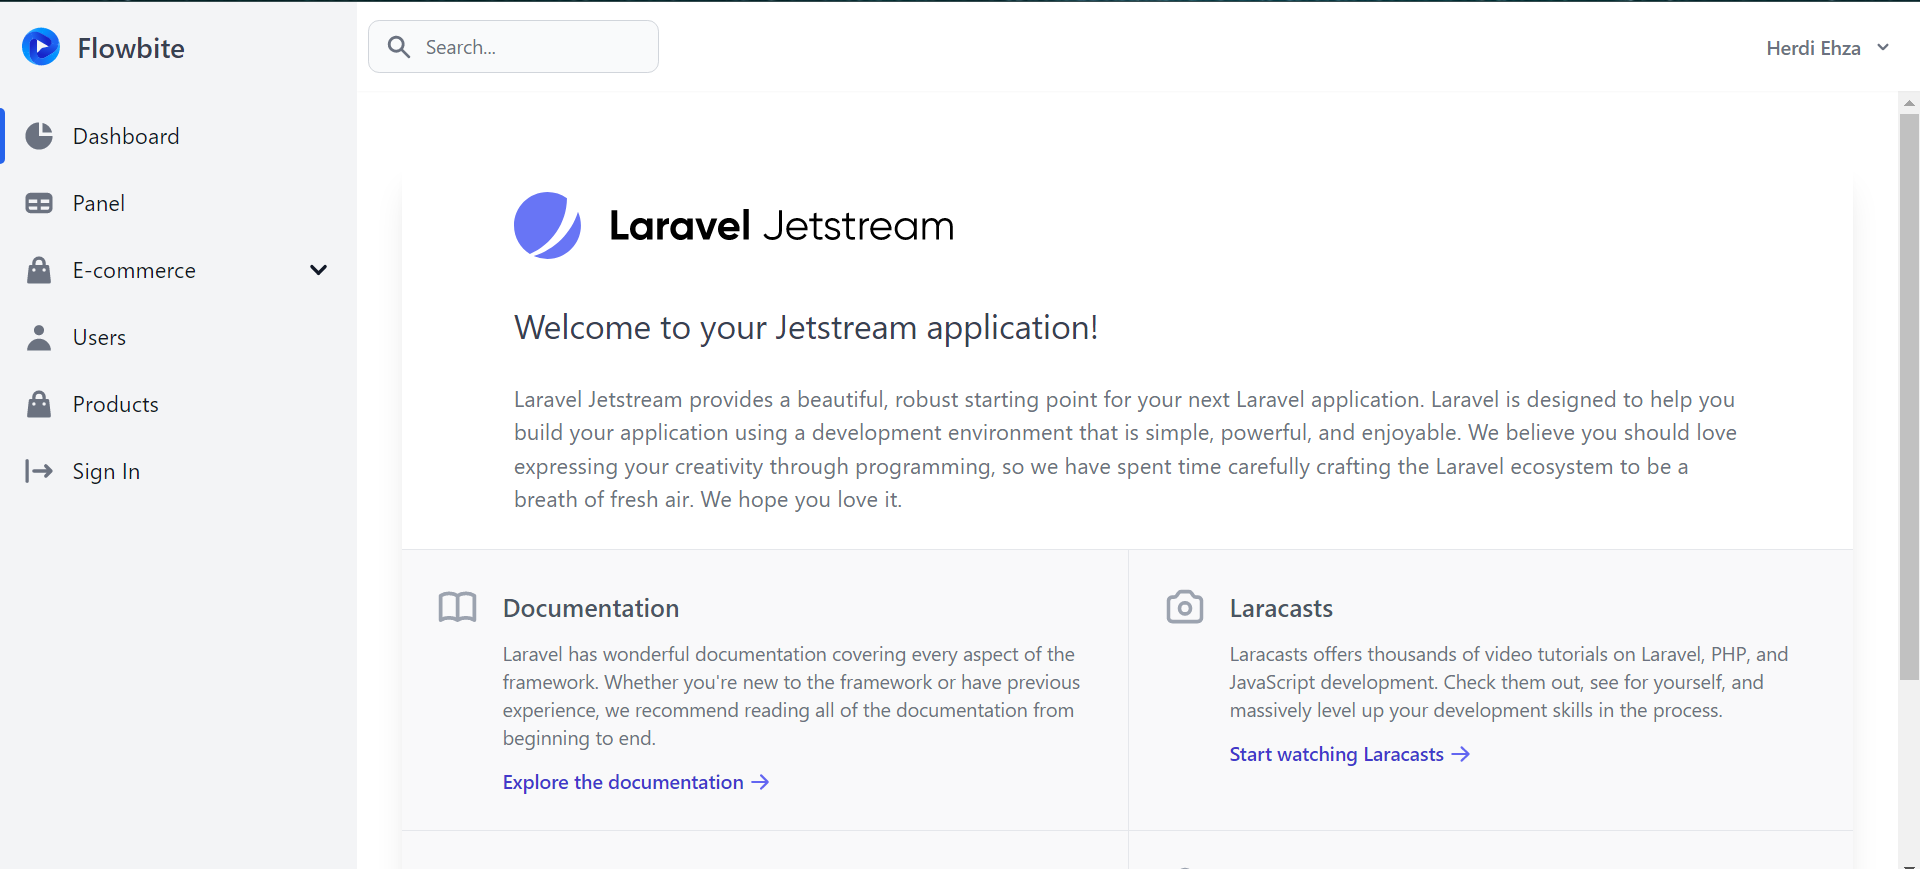 Flowbite
Search...
Herdi Ehza
Dashboard
Panel
E-commerce
Users
Products
Sign In
Laravel Jetstream
Welcome to your Jetstream application!
Laravel Jetstream provides a beautiful, robust starting point for your next Laravel application. Laravel is designed to help you
build your application using a development environment that is simple, powerful, and enjoyable. We believe you should love
expressing your creativity through programming, so we have spent time carefully crafting the Laravel ecosystem to be a
breath of fresh air. We hope you love it.
Documentation
Laravel has wonderful documentation covering every aspect of the
framework. Whether you're new to the framework or have previous
experience, we recommend reading all of the documentation from
beginning to end.
Explore the documentation
Laracasts
Laracasts offers thousands of video tutorials on Laravel, PHP, and
JavaScript development. Check them out, see for yourself, and
massively level up your development skills in the process.
Start watching Laracasts